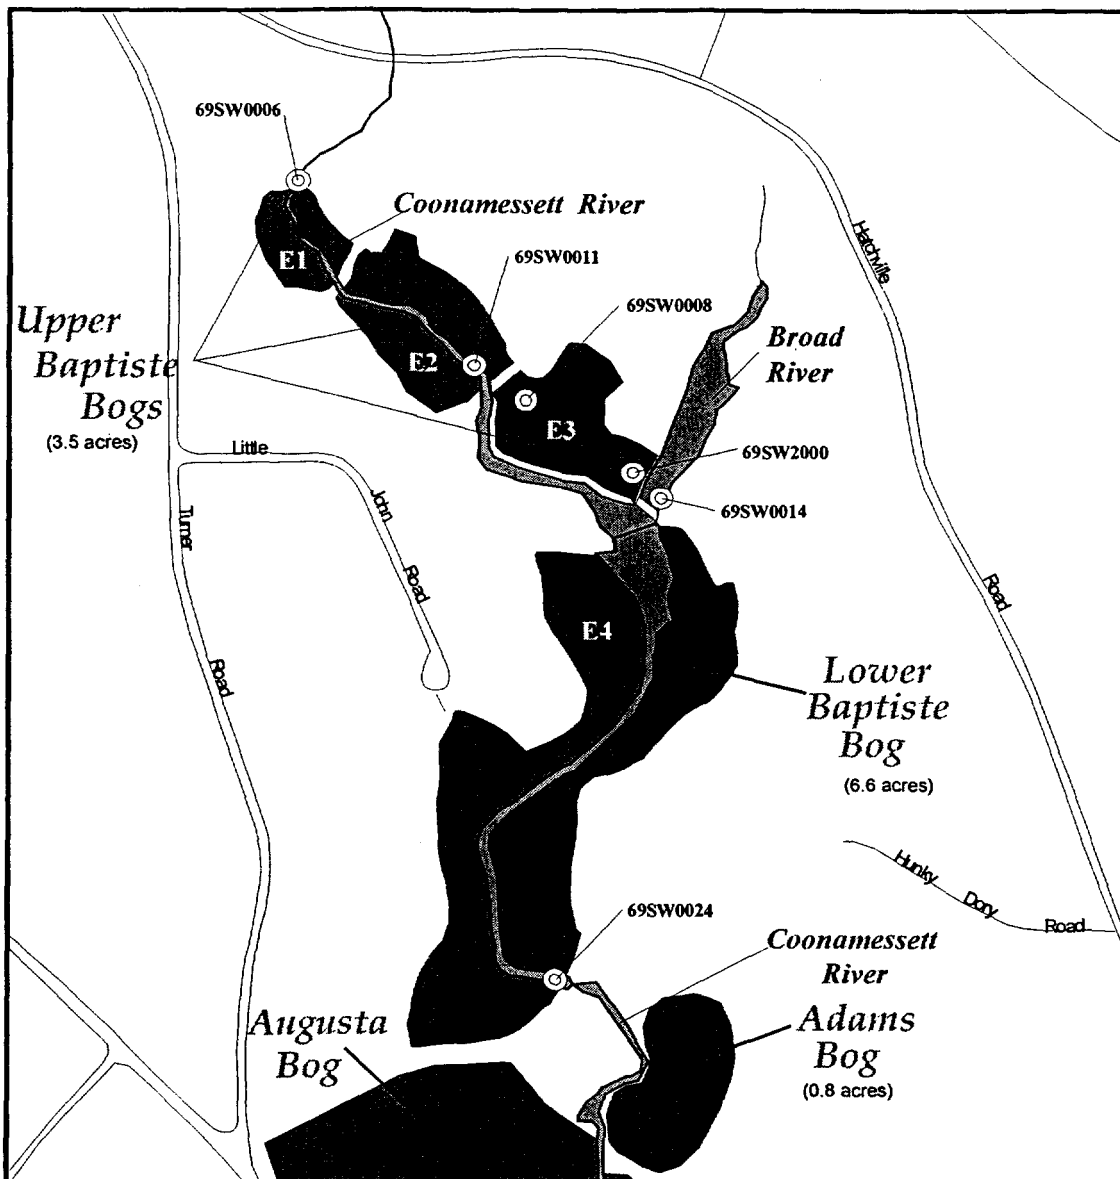 69SW0006
Coonamessett River
E1
69SW0011
69SW0008
Hatchville
Upper
Baptiste
Bogs
(3.5 acres)
E2
Broad
River
E3
Little
John
Road
69SW2000
69SW0014
Turner
Road
Road
E4
Lower
Baptiste
Bog
(6.6 acres)
Hunky
Dory
Road
69SW0024
Coonamessett
River
Augusta
Bog
Adams
Bog
(0.8 acres)